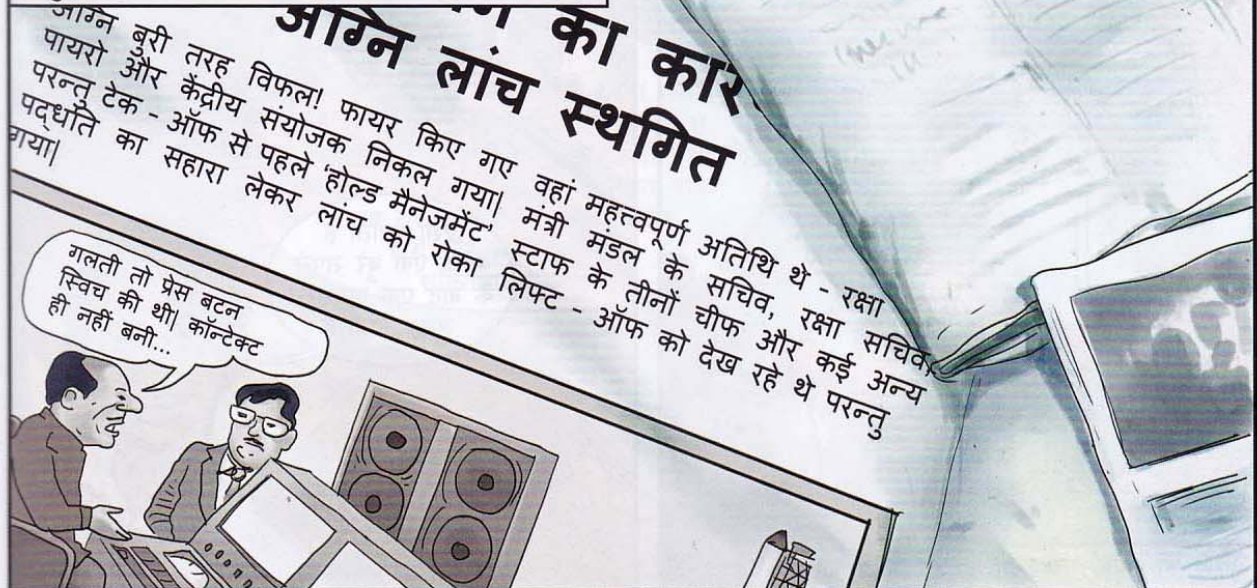 का कार
अग्नि लांच स्थगित
अग्नि बुरी तरह विफल! फायर किए गए
पायरो और केंद्रीय संयोजक निकल गया|
परन्तु टेक - ऑफ से पहले 'होल्ड मैनेजमेंट'
पद्धति का सहारा लेकर लांच को रोका
गया|
वहां महत्त्वपूर्ण अतिथि थे - रक्षा
मंत्री मंडल के सचिव, रक्षा सचिव,
स्टाफ के तीनों चीफ और कई अन्य
लिफ्ट - ऑफ को देख रहे थे परन्तु
गलती तो प्रेस बटन
स्विच की थी| कॉन्टेक्ट
ही नहीं बनी...